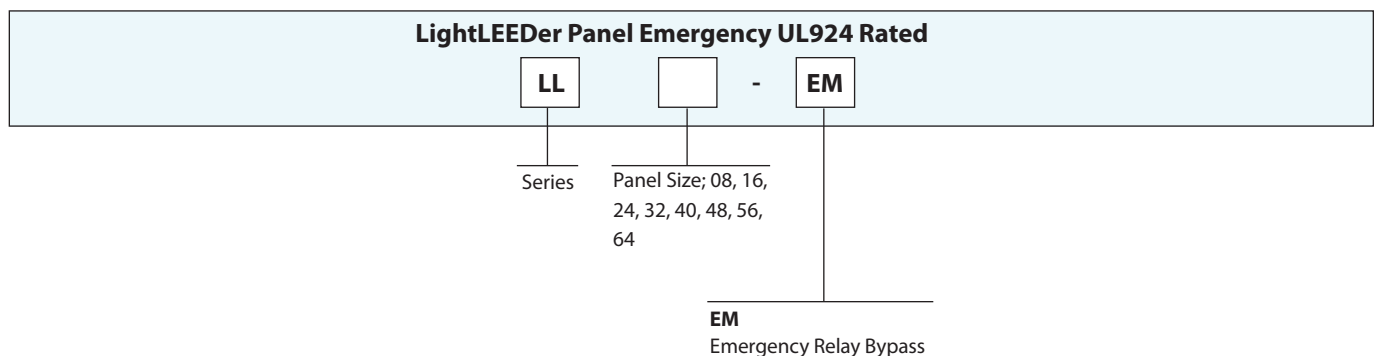 LightLEEDer Panel Emergency UL924 Rated
LL - EM
Series
Panel Size; 08, 16,
24, 32, 40, 48, 56,
64
EM
Emergency Relay Bypass